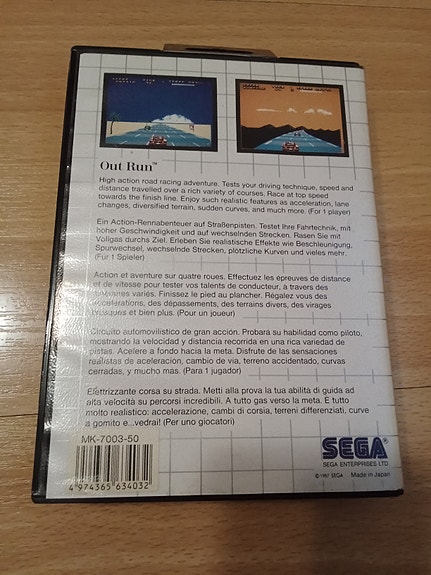 Out Run™
High action road racing adventure. Tests your driving technique, speed and
distance travelled over a rich variety of courses. Race at top speed
towards the finish line. Enjoy such realistic features as acceleration, lane
changes, diversified terrain, sudden curves, and much more. (For 1 player)
Ein Action-Rennabenteuer auf Straßenpisten. Testet Ihre Fahrtechnik, mit
hoher Geschwindigkeit und auf wechselnden Strecken. Rasen Sie mit
Vollgas durchs Ziel. Erleben Sie realistische Effekte wie Beschleunigung,
Spurwechsel, wechselnde Strecken, plötzliche Kurven und vieles mehr.
(Für 1 Spieler)
Action et aventure sur quatre roues. Effectuez les épreuves de distance
et de vitesse pour tester vos talents de conducteur, à travers des
variés. Finissez le pied au plancher. Régalez vous des
accélérations, des dépassements, des terrains divers, des virages
brusques et bien plus. (Pour un joueur)
Circuito automovilístico de gran acción. Probara su habilidad como piloto,
mostrando la velocidad y distancia recorrida en una rica variedad de
pistas. Acelere a fondo hacia la meta. Disfrute de las sensaciones
realistas de aceleración, cambio de via, terreno accidentado, curvas
cerradas, y mucho mas. (Para 1 jugador)
Elettrizzante corsa su strada. Metti alla prova la tua abilita di guida ad
alta velocità su percorsi incredibili. A tutto gas verso la meta. E tutto
molto realistico: accelerazione, cambi di corsia, terreni differenziati, curve
a gomito e...vedrai! (Per uno giocatori)
MK-7003-50
4 974365 634032
SEGA
SEGA ENTERPRISES LTD
© 1987 SEGA Made in Japan